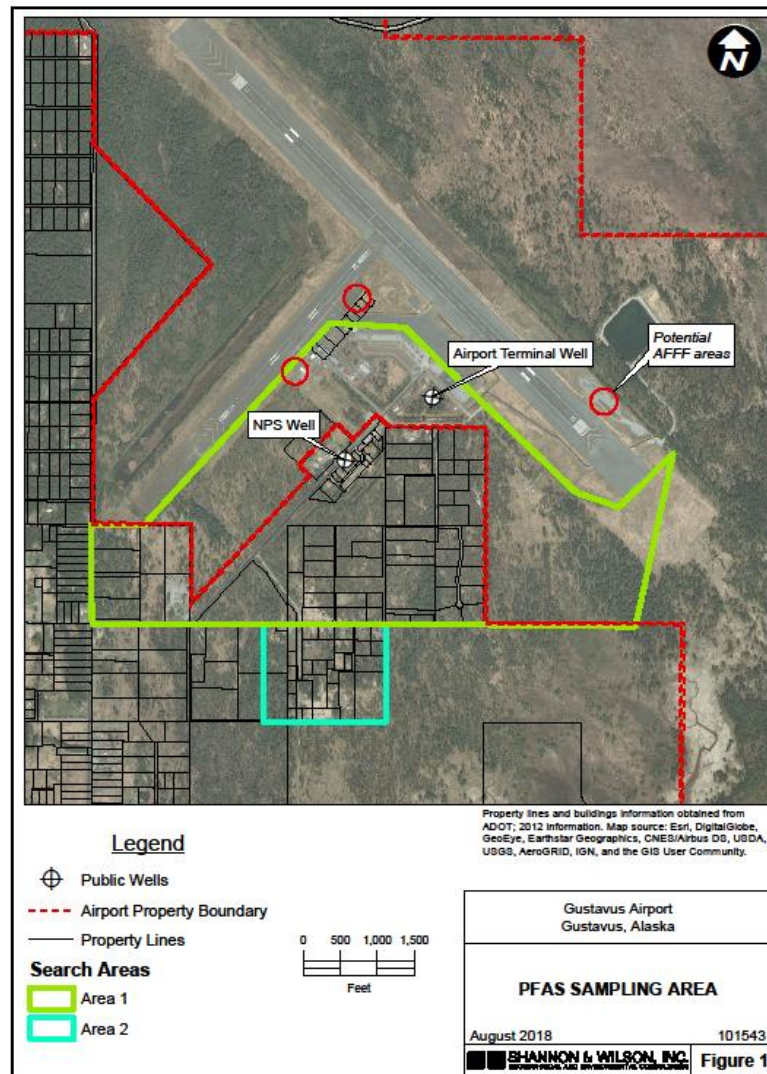 N
Potential
AFFF areas
Airport Terminal Well
NPS Well
Property lines and buildings information obtained from
ADOT; 2012 information. Map source: Esri, DigitalGlobe,
GeoEye, Earthstar Geographics, CNES/Airbus DS, USDA,
USGS, AeroGRID, IGN, and the GIS User Community.
Legend
Public Wells
Airport Property Boundary
Property Lines
Search Areas
Area 1
Area 2
0 500 1,000 1,500
Feet
Gustavus Airport
Gustavus, Alaska
PFAS SAMPLING AREA
August 2018 101543
SHANNON & WILSON, INC.
Figure 1